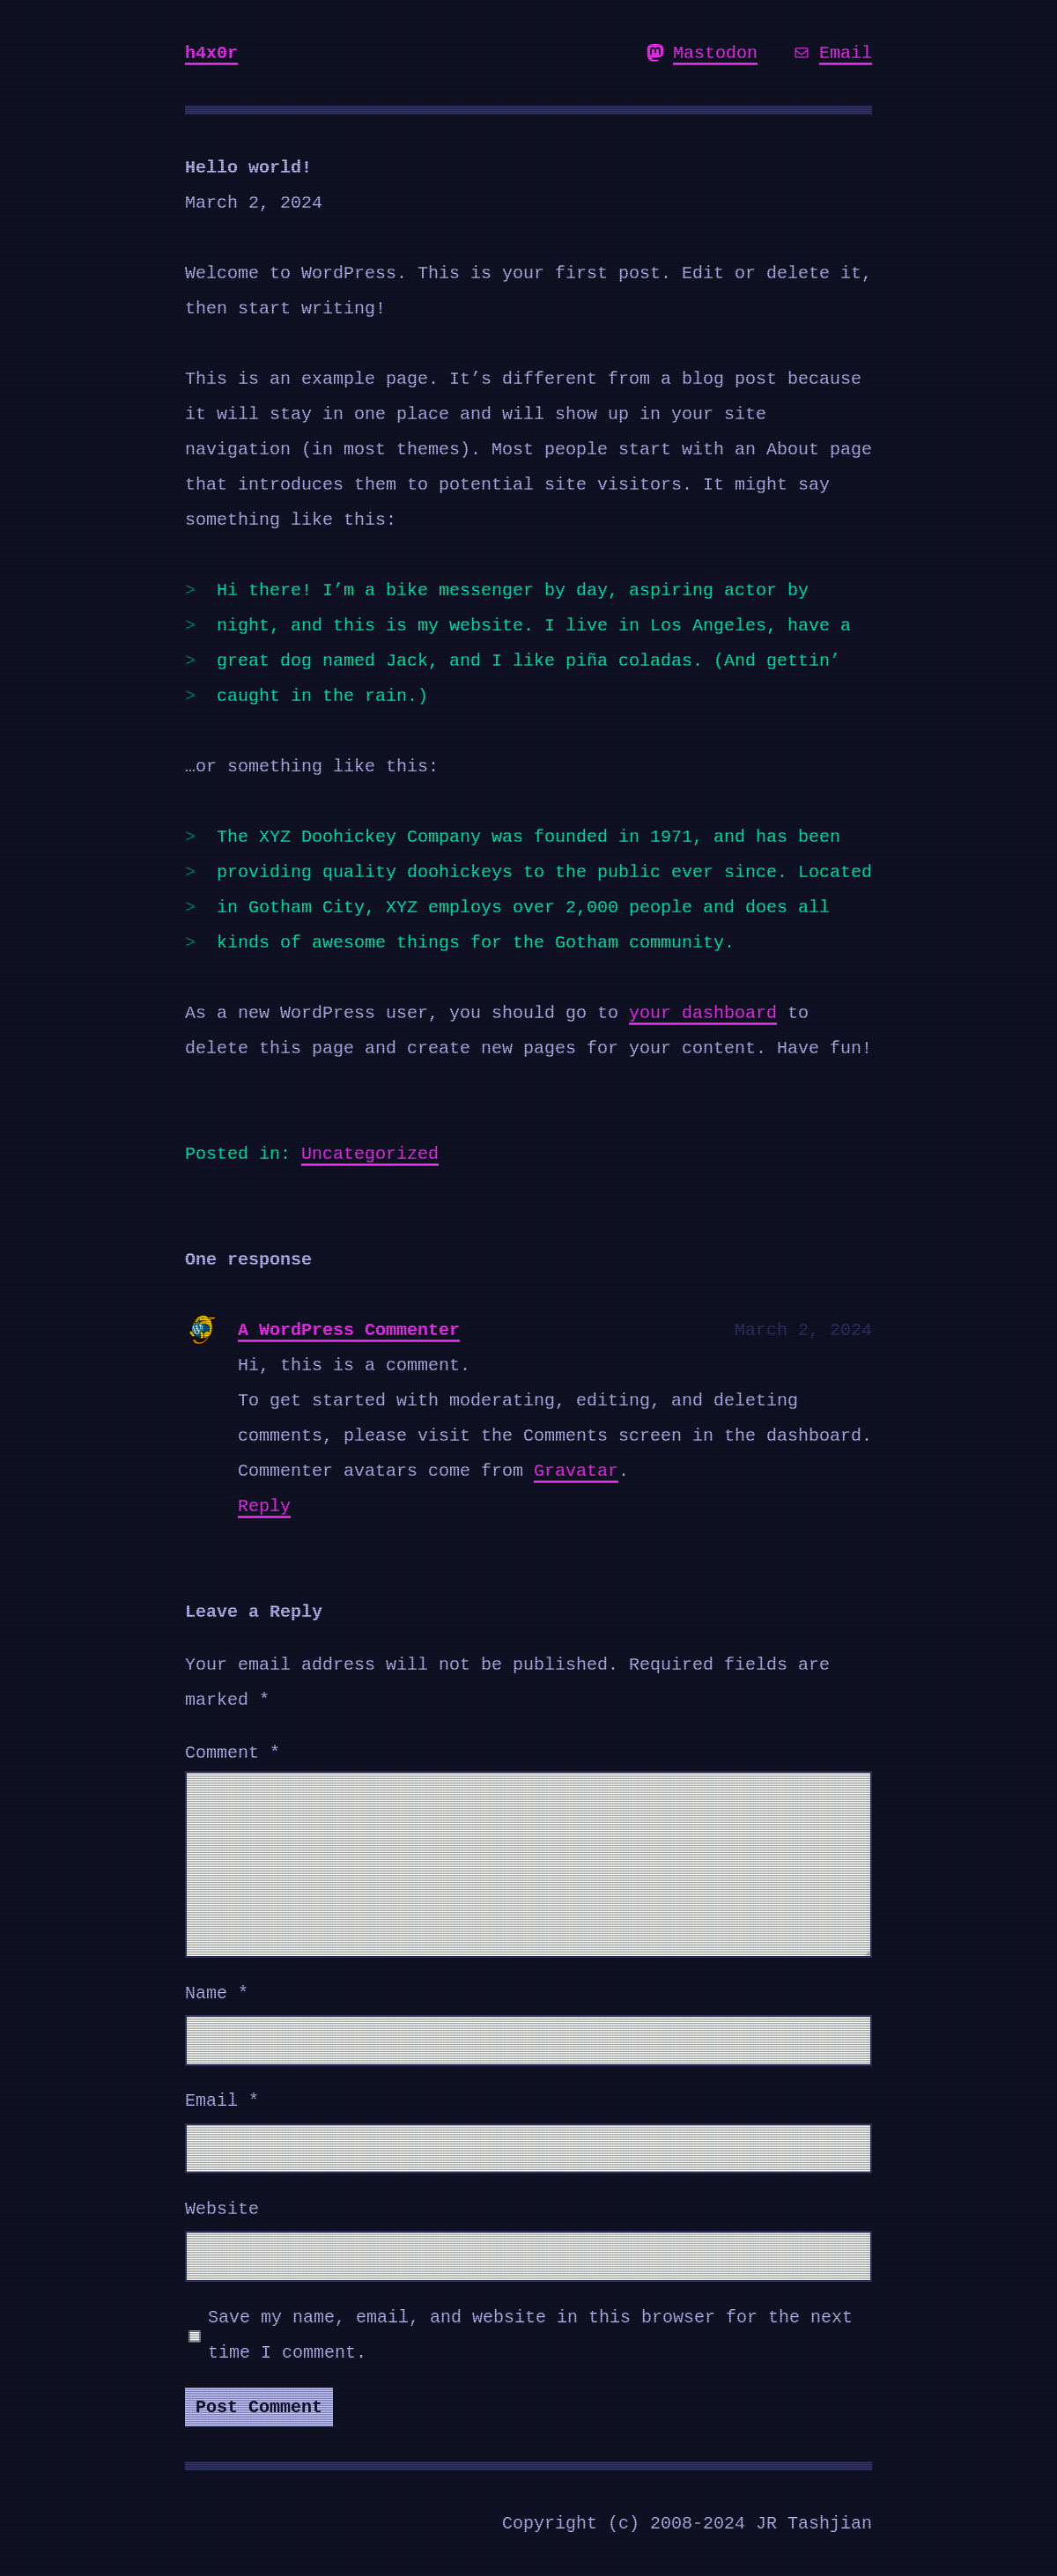 h4x0r Mastodon Email
Hello world!
March 2, 2024
Welcome to WordPress. This is your first post. Edit or delete it,
then start writing!
This is an example page. It’s different from a blog post because
it will stay in one place and will show up in your site
navigation (in most themes). Most people start with an About page
that introduces them to potential site visitors. It might say
something like this:
> Hi there! I’m a bike messenger by day, aspiring actor by
> night, and this is my website. I live in Los Angeles, have a
> great dog named Jack, and I like piña coladas. (And gettin’
> caught in the rain.)
…or something like this:
> The XYZ Doohickey Company was founded in 1971, and has been
> providing quality doohickeys to the public ever since. Located
> in Gotham City, XYZ employs over 2,000 people and does all
> kinds of awesome things for the Gotham community.
As a new WordPress user, you should go to your dashboard to
delete this page and create new pages for your content. Have fun!
Posted in: Uncategorized
One response
A WordPress Commenter March 2, 2024
Hi, this is a comment.
To get started with moderating, editing, and deleting
comments, please visit the Comments screen in the dashboard.
Commenter avatars come from Gravatar.
Reply
Leave a Reply
Your email address will not be published. Required fields are
marked *
Comment *
Name *
Email *
Website
Save my name, email, and website in this browser for the next
time I comment.
Post Comment
Copyright (c) 2008-2024 JR Tashjian